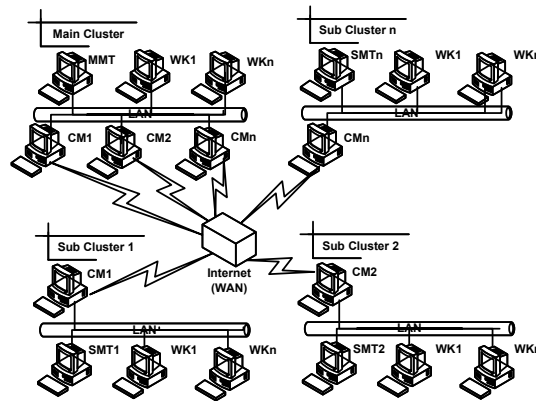 Main Cluster
MMT WK1 WKn
LAN
CM1 CM2 CMn
Sub Cluster n
SMTn WK1 WKn
LAN
CMn
Internet
(WAN)
Sub Cluster 1
CM1
LAN
SMT1 WK1 WKn
Sub Cluster 2
CM2
LAN
SMT2 WK1 WKn